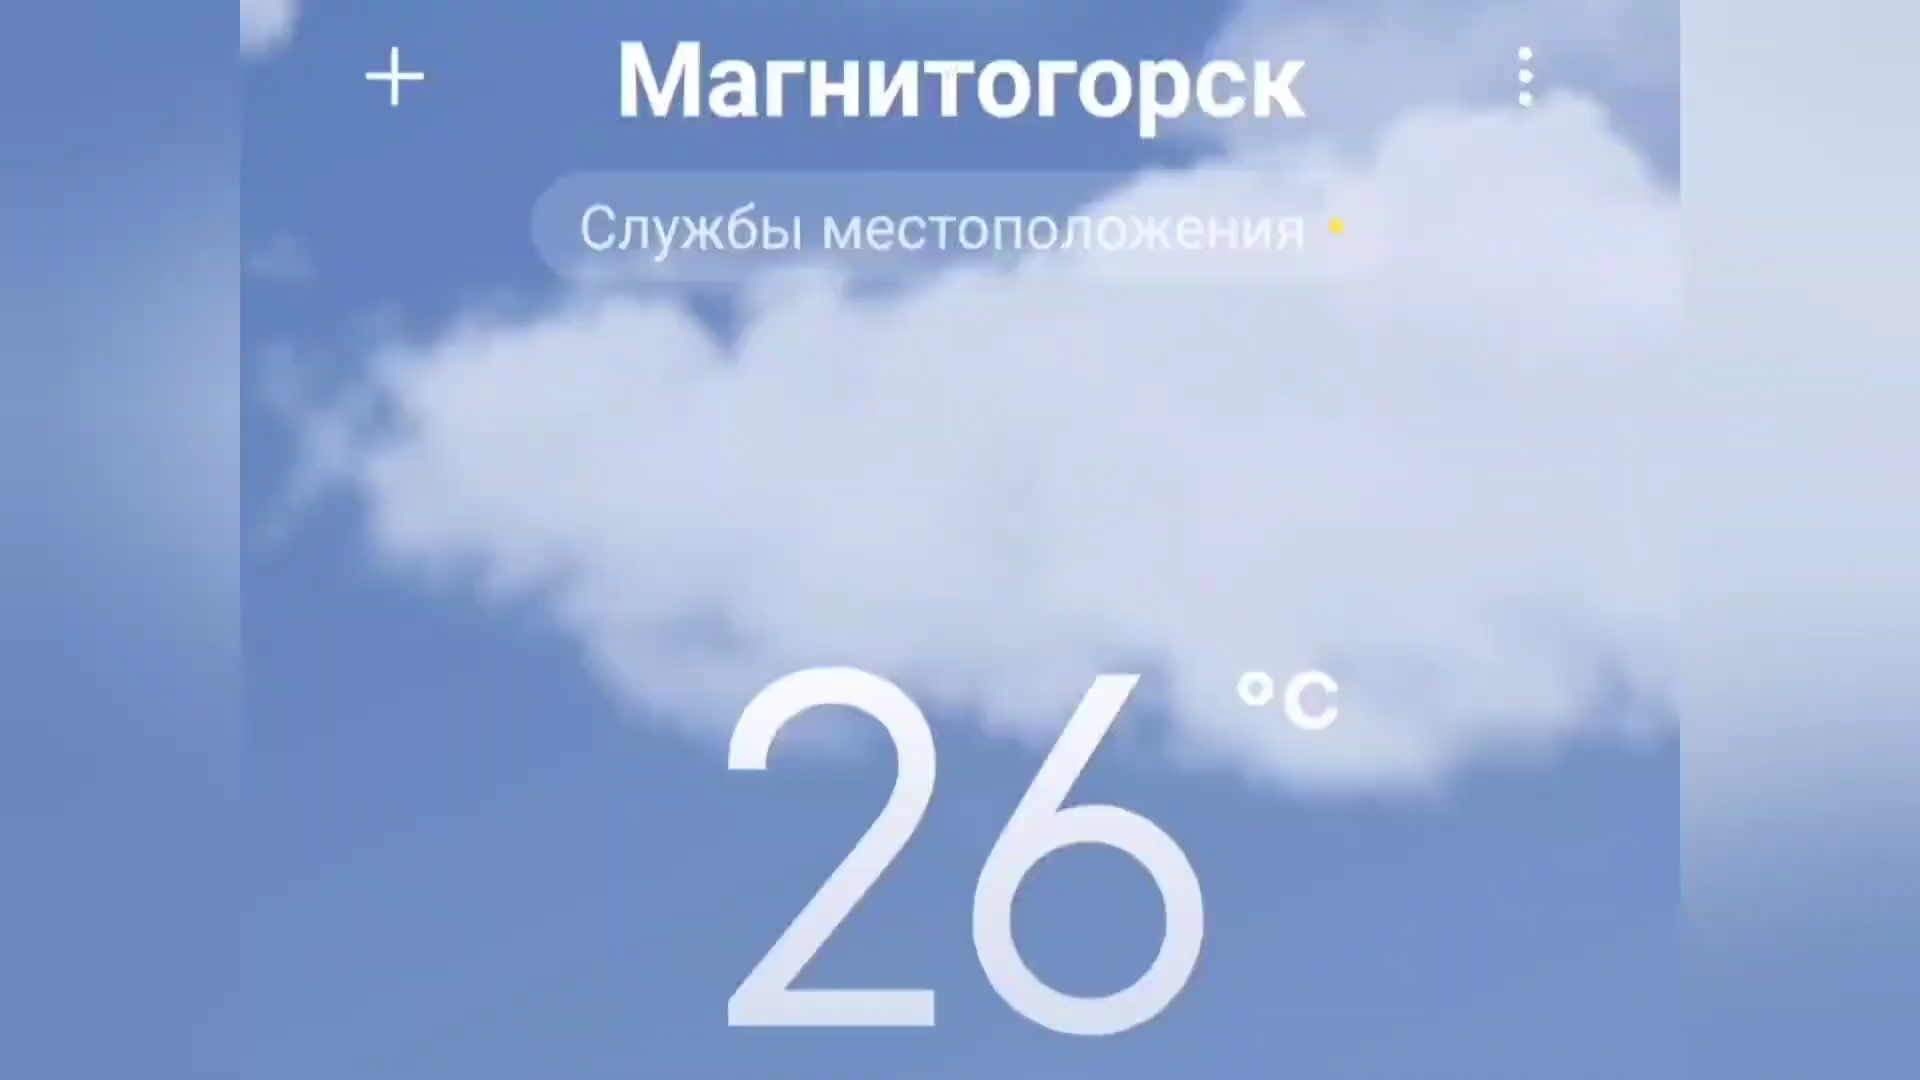 Магнитогорск
Службы местоположения
26 °C